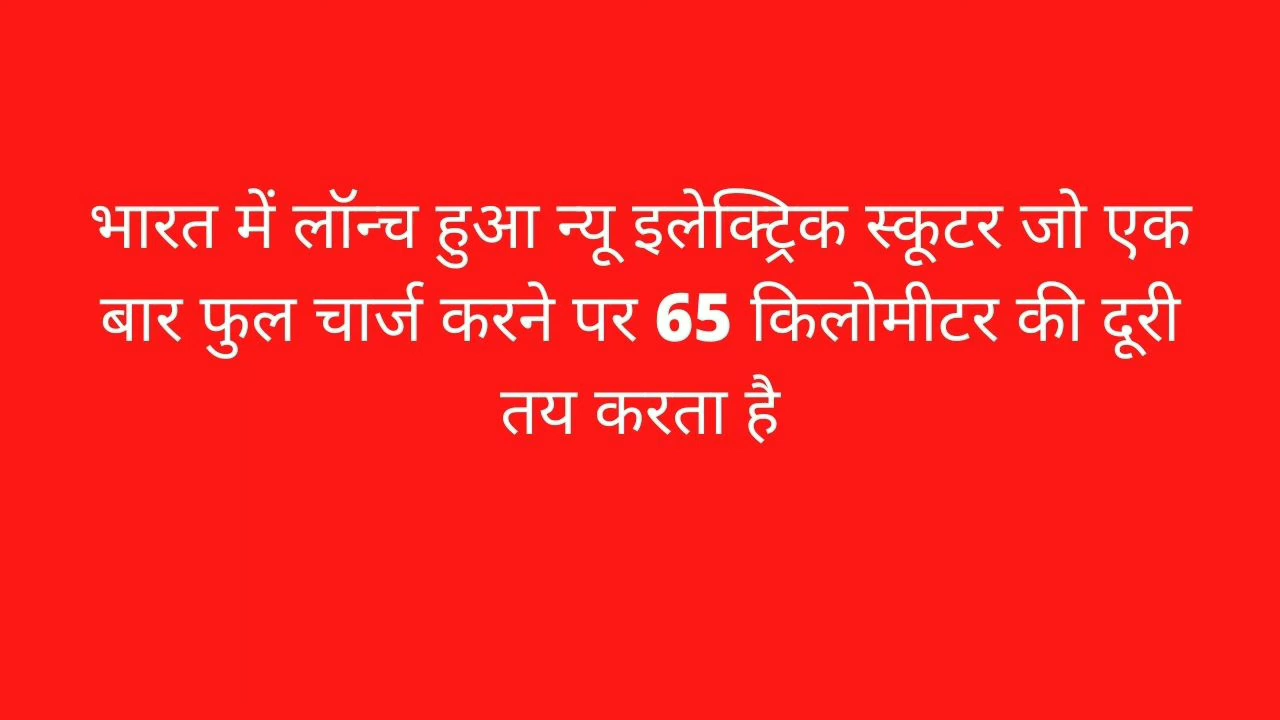 भारत में लॉन्च हुआ न्यू इलेक्ट्रिक स्कूटर जो एक
बार फुल चार्ज करने पर 65 किलोमीटर की दूरी
तय करता है